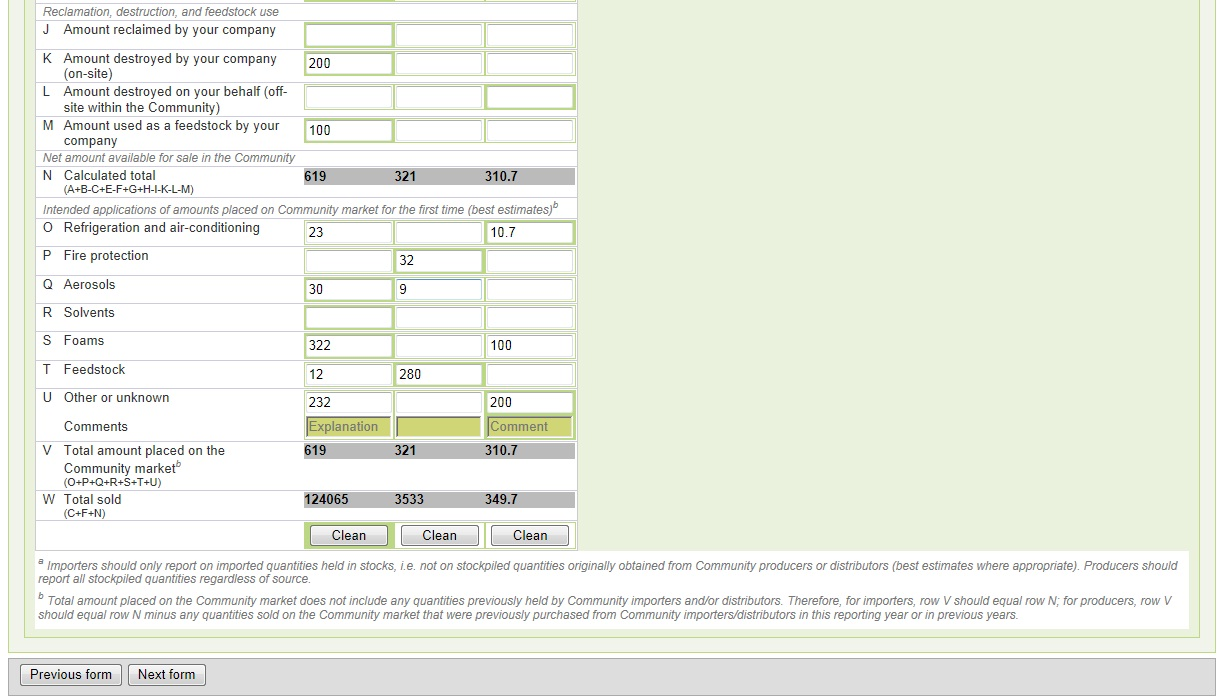 Reclamation, destruction, and feedstock use
J Amount reclaimed by your company
K Amount destroyed by your company 200
(on-site)
L Amount destroyed on your behalf (off-
site within the Community)
M Amount used as a feedstock by your 100
company
Net amount available for sale in the Community
N Calculated total 619 321 310.7
(A+B-C+E-F+G+H-I-K-L-M)
Intended applications of amounts placed on Community market for the first time (best estimates)b
O Refrigeration and air-conditioning 23 10.7
P Fire protection 32
Q Aerosols 30 9
R Solvents
S Foams 322 100
T Feedstock 12 280
U Other or unknown 232 200
Comments Explanation Comment
V Total amount placed on the 619 321 310.7
Community marketb
(O+P+Q+R+S+T+U)
W Total sold 124065 3533 349.7
(C+F+N)
Clean Clean Clean
a Importers should only report on imported quantities held in stocks, i.e. not on stockpiled quantities originally obtained from Community producers or distributors (best estimates where appropriate). Producers should
report all stockpiled quantities regardless of source.
b Total amount placed on the Community market does not include any quantities previously held by Community importers and/or distributors. Therefore, for importers, row V should equal row N; for producers, row V
should equal row N minus any quantities sold on the Community market that were previously purchased from Community importers/distributors in this reporting year or in previous years.
Previous form Next form